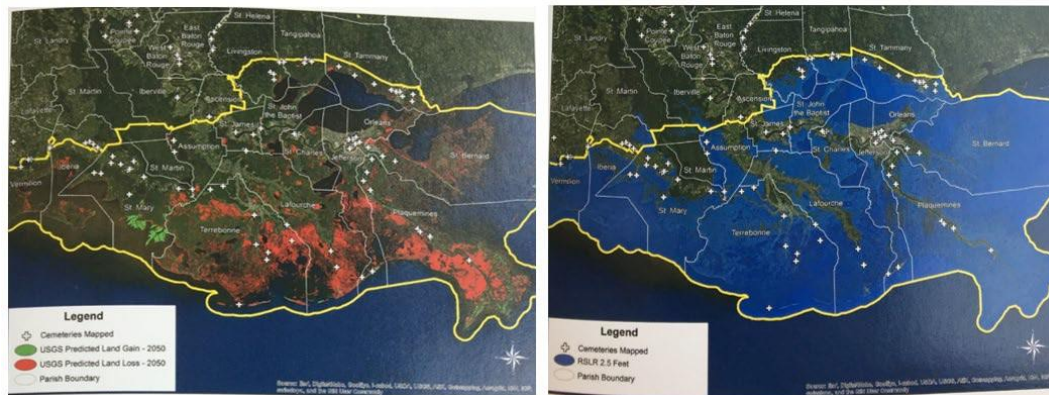 St. Helena
St. Landry
Pointe
Coupee
East
Baton
Rouge
West
Baton
Rouge
Livingston
Tangipahoa
St. Tammany
St. Martin
Iberville
Lafayette
Ascension
St. John
the Baptist
St. James
Orleans
Assumption
St. Charles
Jefferson
St. Bernard
Iberia
St. Martin
Vermilion
St. Mary
Lafourche
Plaquemines
Terrebonne
Legend
Cemeteries Mapped
USGS Predicted Land Gain - 2050
USGS Predicted Land Loss - 2050
Parish Boundary
St. Helena
St. Landry
Pointe
Coupee
East
Baton
Rouge
West
Baton
Rouge
Livingston
Tangipahoa
St. Tammany
St. Martin
Iberville
Lafayette
Ascension
St. John
the Baptist
St. James
Orleans
Assumption
St. Charles
Jefferson
St. Bernard
Iberia
St. Martin
Vermilion
St. Mary
Lafourche
Plaquemines
Terrebonne
Legend
Cemeteries Mapped
RSLR 2.5 Feet
Parish Boundary